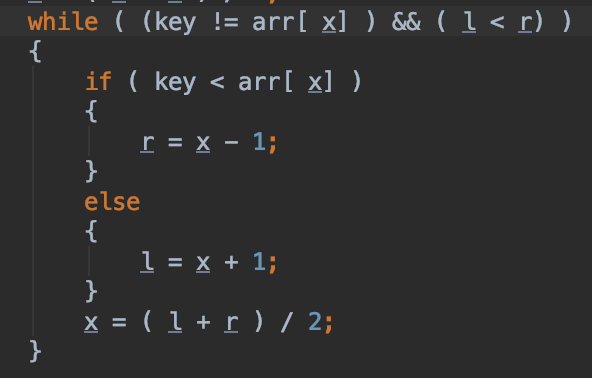 while ( (key != arr[ x] ) && ( l < r) )
{
if ( key < arr[ x] )
{
r = x - 1;
}
else
{
l = x + 1;
}
x = ( l + r ) / 2;
}